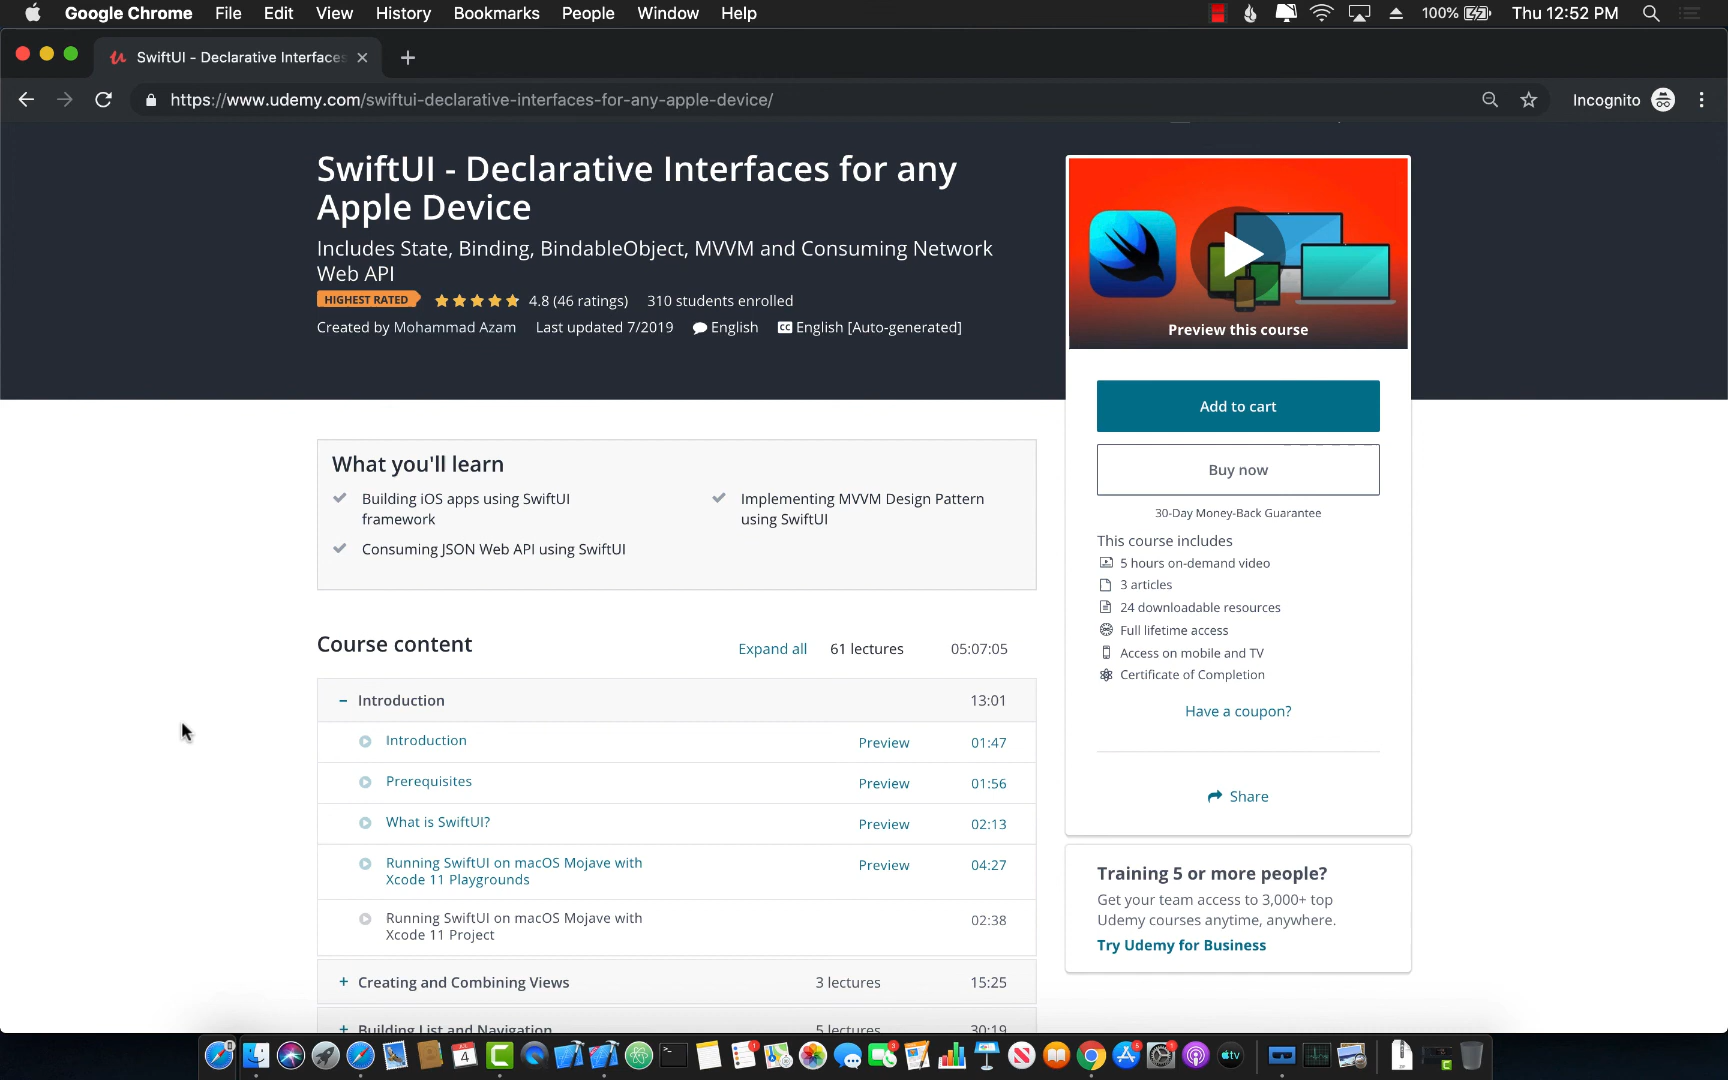 Google Chrome File Edit View History Bookmarks People Window Help 100% Thu 12:52 PM
SwiftUI - Declarative Interfaces
https://www.udemy.com/swiftui-declarative-interfaces-for-any-apple-device/ Incognito
SwiftUI - Declarative Interfaces for any
Apple Device
Includes State, Binding, BindableObject, MVVM and Consuming Network
Web API
HIGHEST RATED 4.8 (46 ratings) 310 students enrolled
Created by Mohammad Azam Last updated 7/2019 English CC English [Auto-generated]
Preview this course
Add to cart
Buy now
30-Day Money-Back Guarantee
This course includes
5 hours on-demand video
3 articles
24 downloadable resources
Full lifetime access
Access on mobile and TV
Certificate of Completion
Have a coupon?
Share
Training 5 or more people?
Get your team access to 3,000+ top
Udemy courses anytime, anywhere.
Try Udemy for Business
What you'll learn
Building iOS apps using SwiftUI
framework
Implementing MVVM Design Pattern
using SwiftUI
Consuming JSON Web API using SwiftUI
Course content Expand all 61 lectures 05:07:05
− Introduction 13:01
Introduction Preview 01:47
Prerequisites Preview 01:56
What is SwiftUI? Preview 02:13
Running SwiftUI on macOS Mojave with
Xcode 11 Playgrounds Preview 04:27
Running SwiftUI on macOS Mojave with
Xcode 11 Project 02:38
+ Creating and Combining Views 3 lectures 15:25
+ Building List and Navigation 5 lectures 30:19